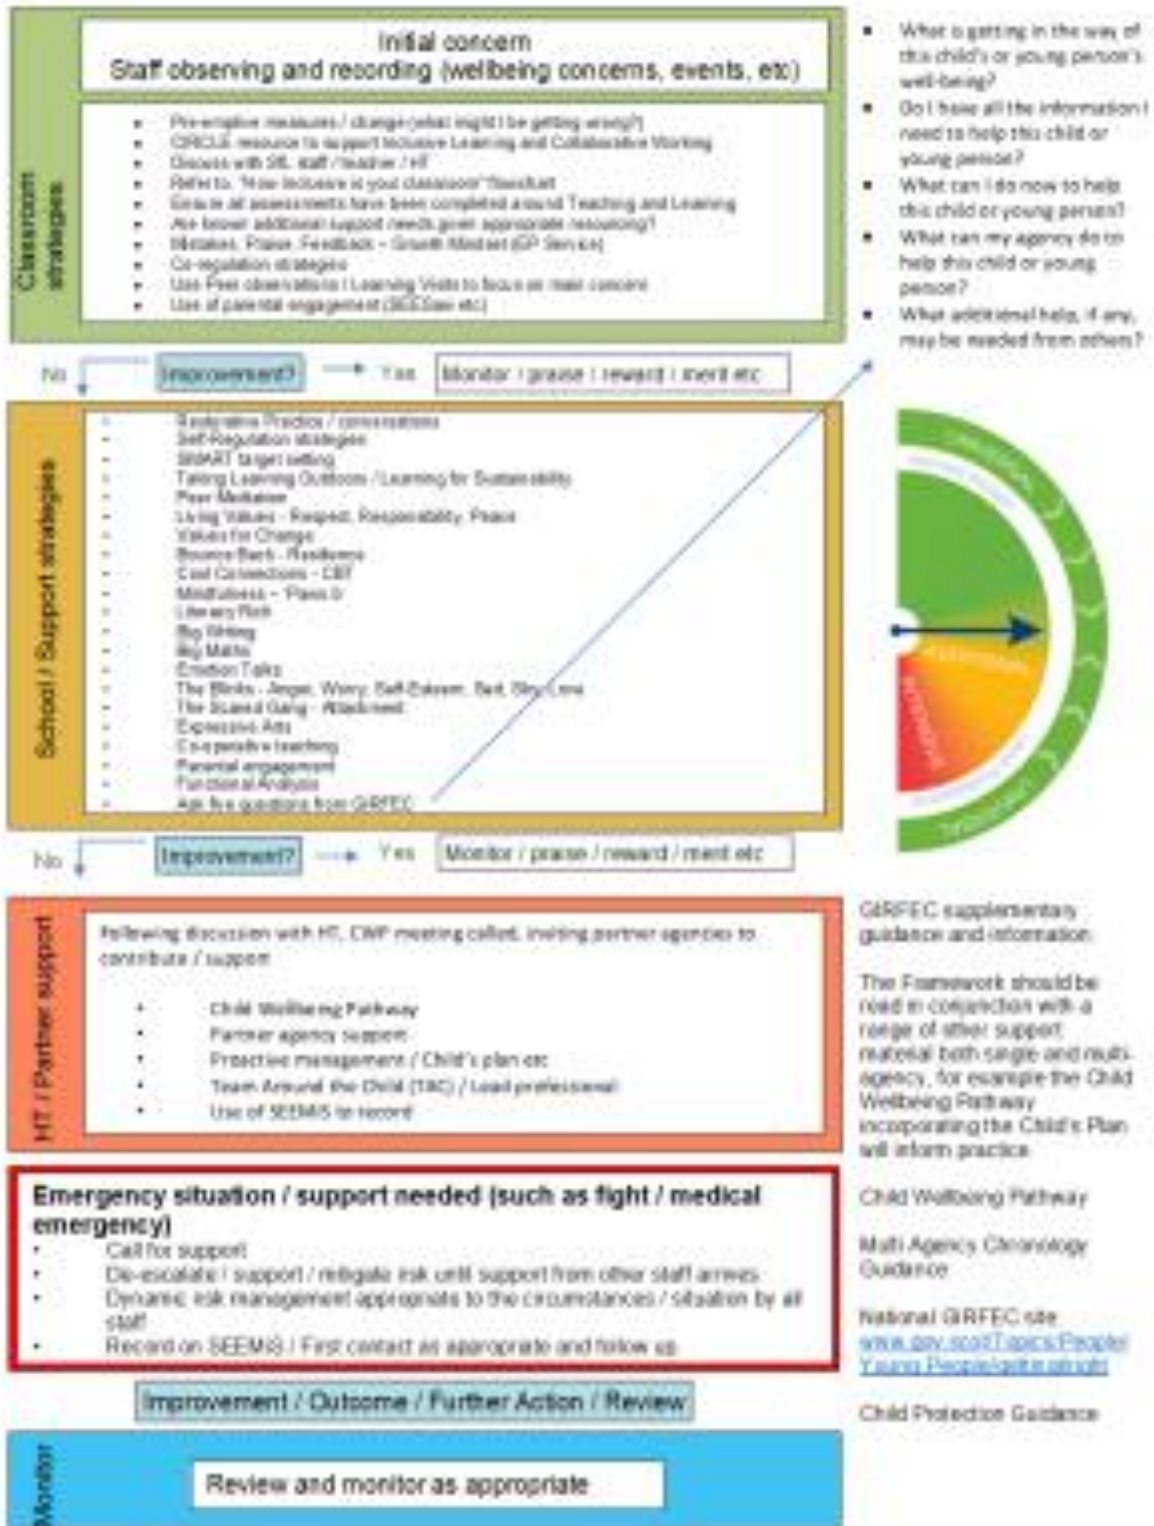 Initial concern
Staff observing and recording (wellbeing concerns, events, etc)
Classroom
strategies
Pre-emptive measures / change (what might I be getting wrong?)
CIRCLE resource to support Inclusive Learning and Collaborative Working
Discuss with SfL staff / teacher / HT
Refer to "How inclusive is your classroom" flowchart
Ensure all assessments have been completed around Teaching and Learning
Are known additional support needs given appropriate resourcing?
Mistakes, Praise, Feedback – Growth Mindset (EP Service)
Co-regulation strategies
Use Peer observations / Learning Visits to focus on main concern
Use of parental engagement (SEESaw etc)
What is getting in the way of
this child's or young person's
well-being?
Do I have all the information I
need to help this child or
young person?
What can I do now to help
this child or young person?
What can my agency do to
help this child or young
person?
What additional help, if any,
may be needed from others?
No
Improvement?
Yes
Monitor / praise / reward / merit etc
School / Support strategies
Restorative Practice / conversations
Self-Regulation strategies
SMART target setting
Taking Learning Outdoors / Learning for Sustainability
Peer Mediation
Living Values - Respect, Responsibility, Peace
Values for Change
Bounce Back - Resilience
Cool Connections - CBT
Mindfulness – 'Paws b'
Literacy Rich
Big Writing
Big Maths
Emotion Talks
The Blinks - Anger, Worry, Self-Esteem, Sad, Shy, Love
The Scared Gang - Attachment
Expressive Arts
Co-operative teaching
Parental engagement
Functional Analysis
Ask five questions from GIRFEC
UNIVERSAL
No
Improvement?
Yes
Monitor / praise / reward / merit etc
HT / Partner support
Following discussion with HT, CWP meeting called, inviting partner agencies to
contribute / support
Child Wellbeing Pathway
Partner agency support
Proactive management / Child's plan etc
Team Around the Child (TAC) / Lead professional
Use of SEEMiS to record
GIRFEC supplementary
guidance and information:
The Framework should be
read in conjunction with a
range of other support
material both single and multi-
agency, for example the Child
Wellbeing Pathway
incorporating the Child's Plan
will inform practice
Child Wellbeing Pathway
Multi Agency Chronology
Guidance
National GIRFEC site
www.gov.scot/Topics/People/
Young-People/gettingitright
Child Protection Guidance
Emergency situation / support needed (such as fight / medical
emergency)
Call for support
De-escalate / support / mitigate risk until support from other staff arrives
Dynamic risk management appropriate to the circumstances / situation by all
staff
Record on SEEMiS / First contact as appropriate and follow up
Improvement / Outcome / Further Action / Review
Monitor
Review and monitor as appropriate